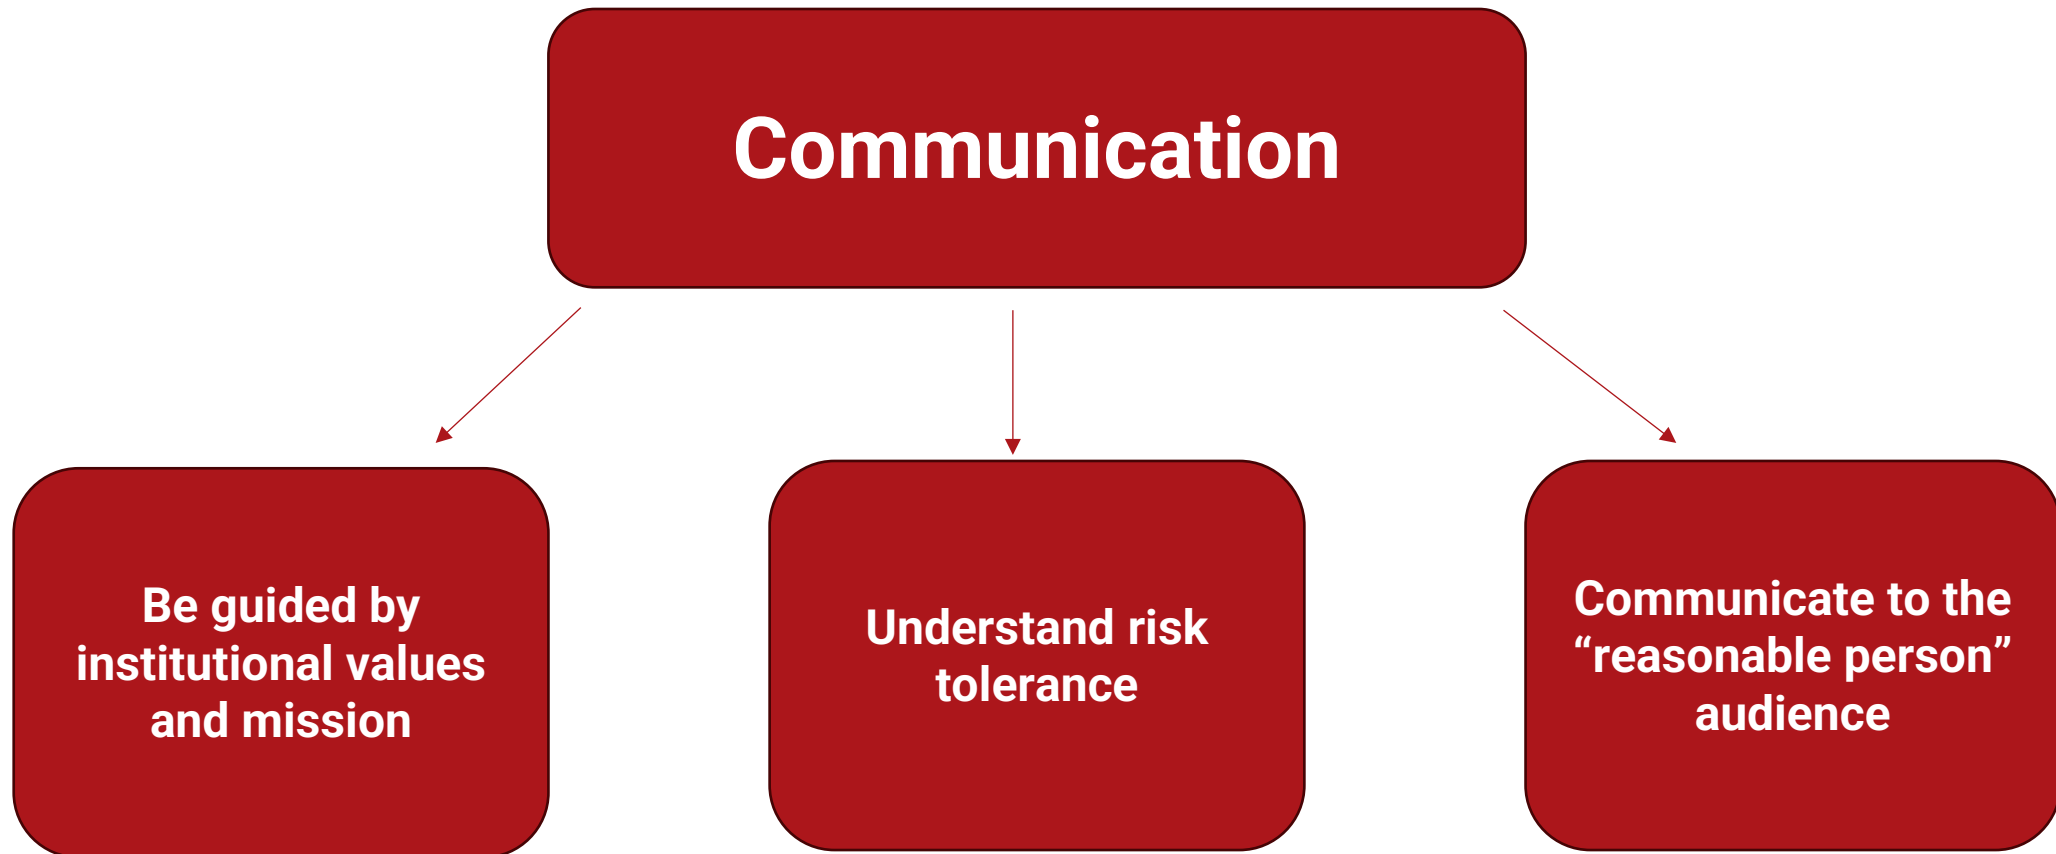 Communication
Be guided by
institutional values
and mission
Understand risk
tolerance
Communicate to the
“reasonable person”
audience